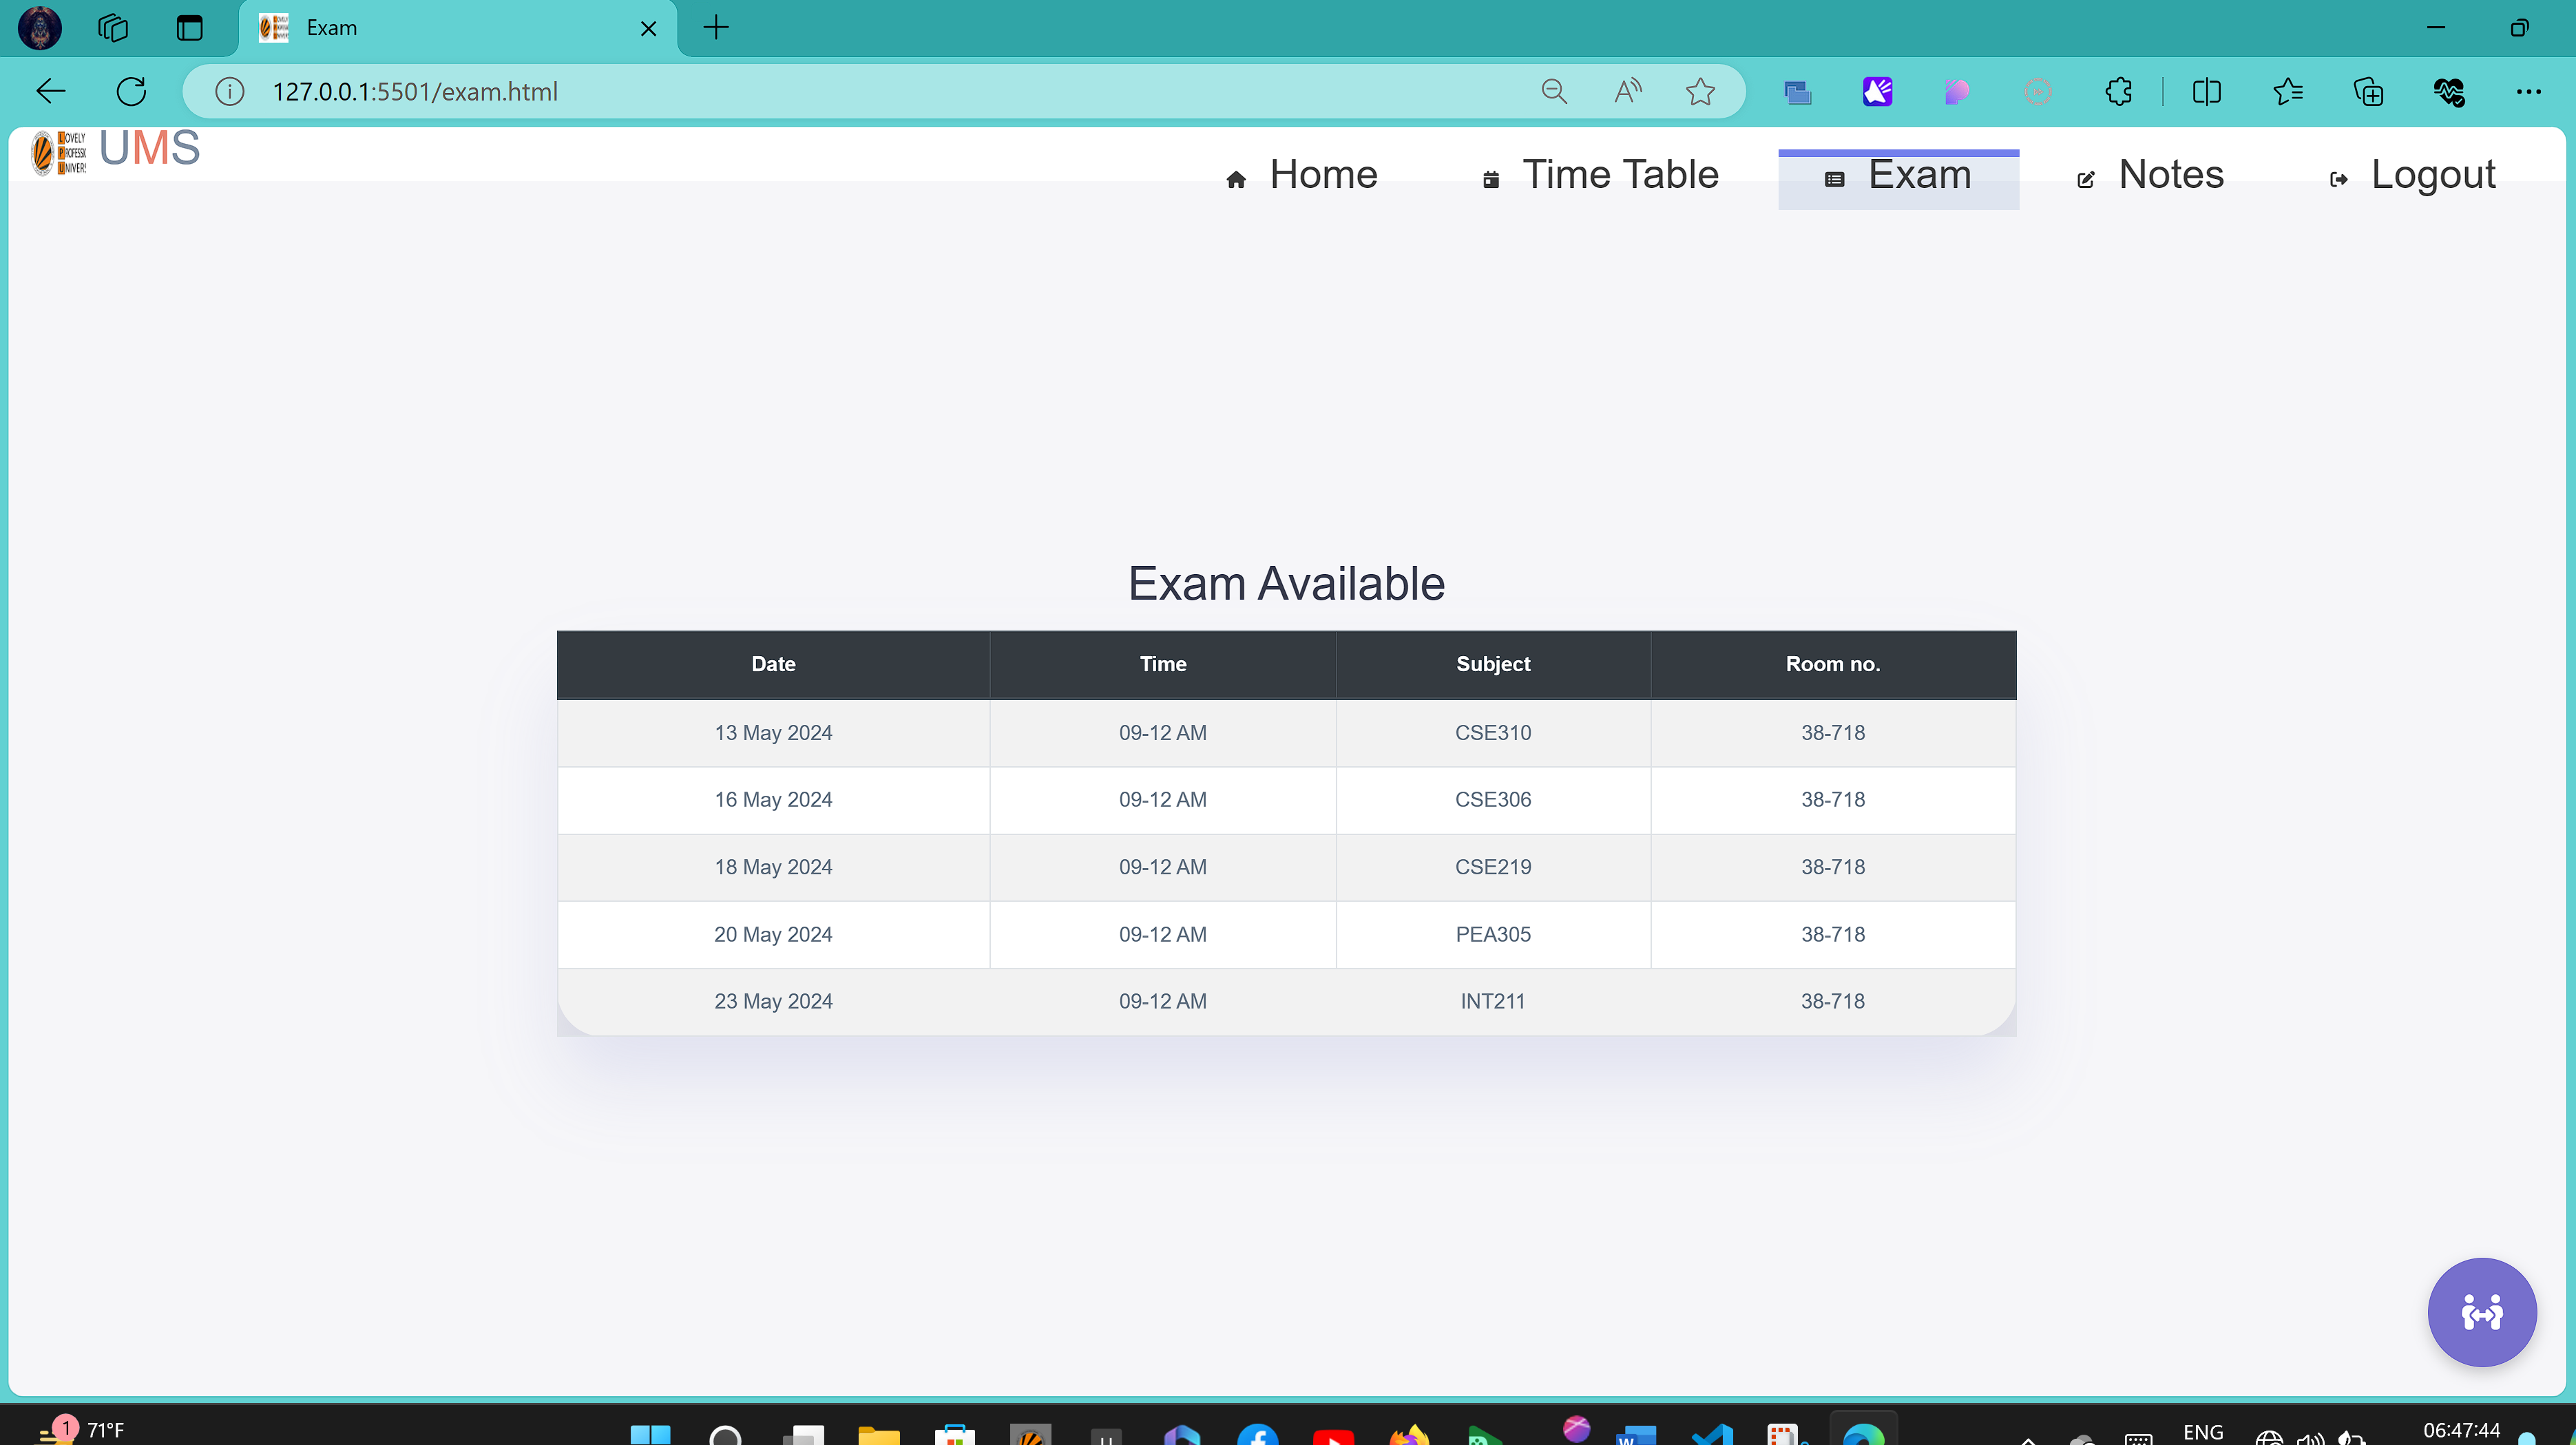 Exam
127.0.0.1:5501/exam.html
OVELY
P ROFESSI
U NIVER
UMS
Home Time Table Exam Notes Logout
Exam Available
Date Time Subject Room no.
13 May 2024 09-12 AM CSE310 38-718
16 May 2024 09-12 AM CSE306 38-718
18 May 2024 09-12 AM CSE219 38-718
20 May 2024 09-12 AM PEA305 38-718
23 May 2024 09-12 AM INT211 38-718
1 71°F
ENG
06:47:44